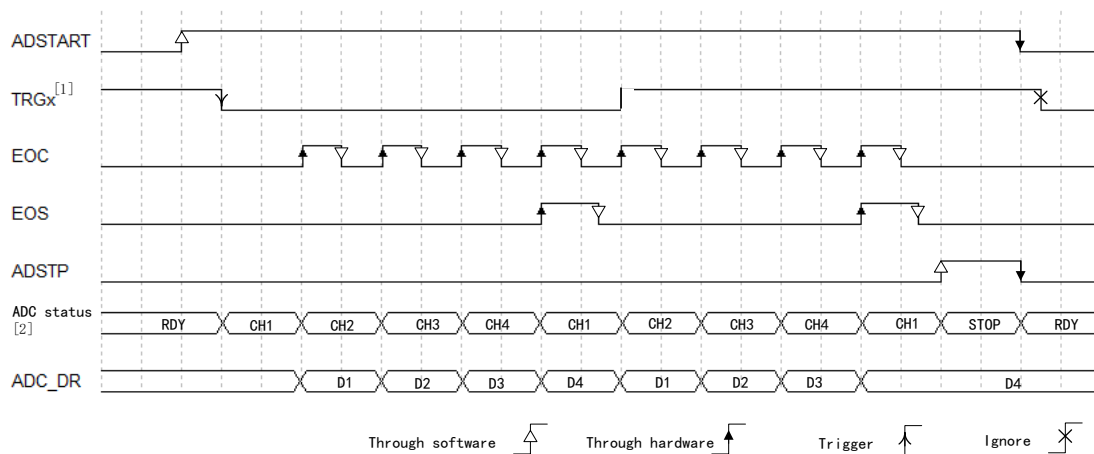 ADSTART
TRGx[1]
EOC
EOS
ADSTP
ADC status
[2]
RDY CH1 CH2 CH3 CH4 CH1 CH2 CH3 CH4 CH1 STOP RDY
ADC_DR D1 D2 D3 D4 D1 D2 D3 D4
Through software Through hardware Trigger Ignore